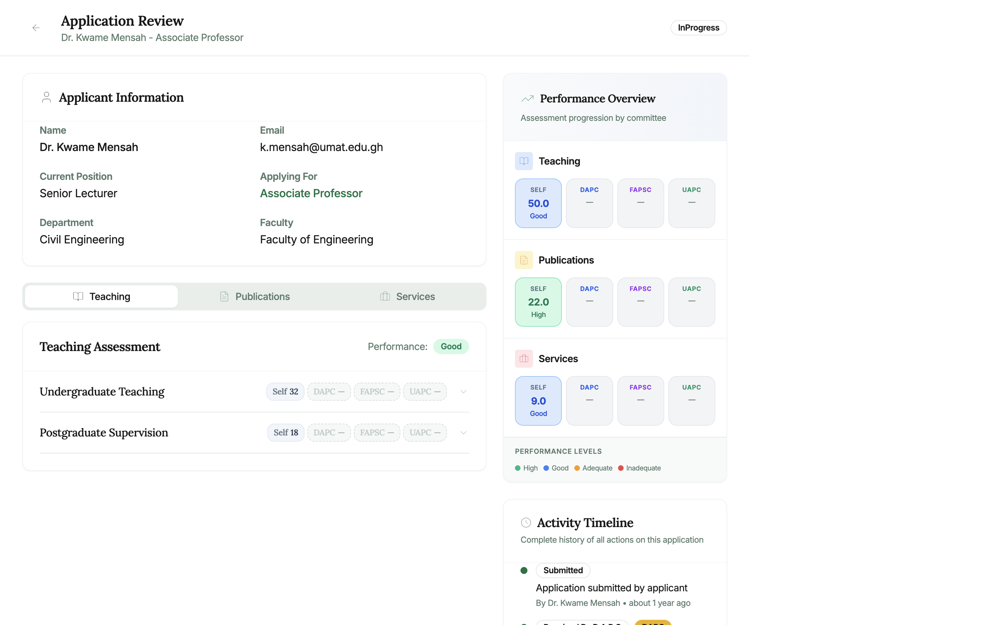 Application Review
Dr. Kwame Mensah - Associate Professor
InProgress
Applicant Information
Name
Dr. Kwame Mensah
Email
k.mensah@umat.edu.gh
Current Position
Senior Lecturer
Applying For
Associate Professor
Department
Civil Engineering
Faculty
Faculty of Engineering
Teaching
Publications
Services
Teaching Assessment
Performance: Good
Undergraduate Teaching
Self 32
DAPC —
FAPSC —
UAPC —
Postgraduate Supervision
Self 18
DAPC —
FAPSC —
UAPC —
Performance Overview
Assessment progression by committee
Teaching
SELF
50.0
Good
DAPC
—
FAPSC
—
UAPC
—
Publications
SELF
22.0
High
DAPC
—
FAPSC
—
UAPC
—
Services
SELF
9.0
Good
DAPC
—
FAPSC
—
UAPC
—
PERFORMANCE LEVELS
High Good Adequate Inadequate
Activity Timeline
Complete history of all actions on this application
Submitted
Application submitted by applicant
By Dr. Kwame Mensah • about 1 year ago